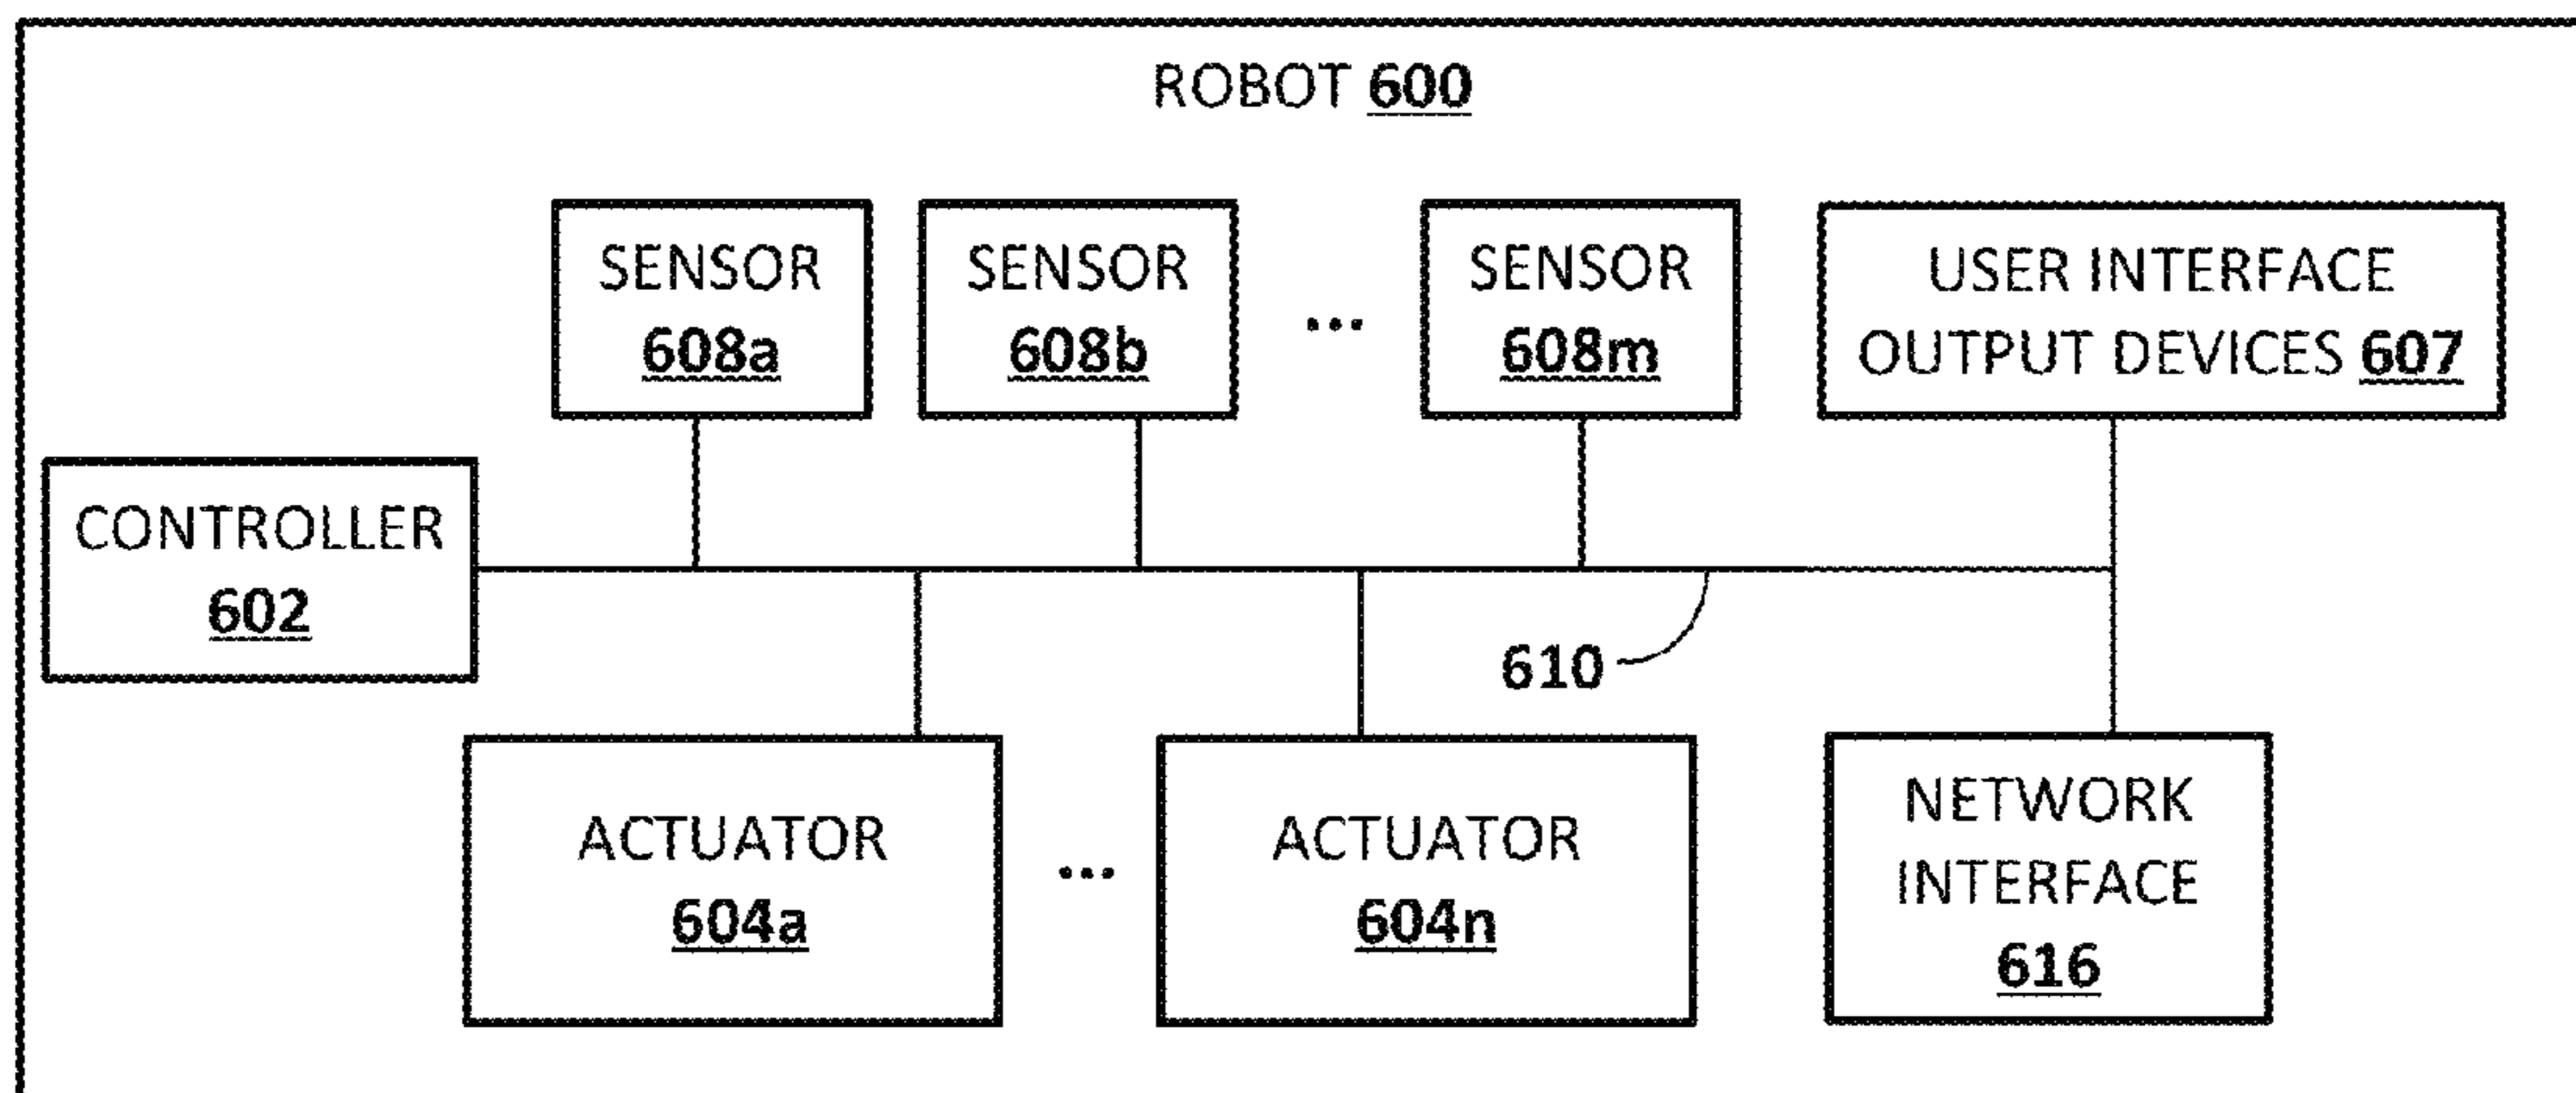 ROBOT 600
SENSOR
608a
SENSOR
608b
...
SENSOR
608m
USER INTERFACE
OUTPUT DEVICES 607
CONTROLLER
602
610
ACTUATOR
604a
...
ACTUATOR
604n
NETWORK
INTERFACE
616